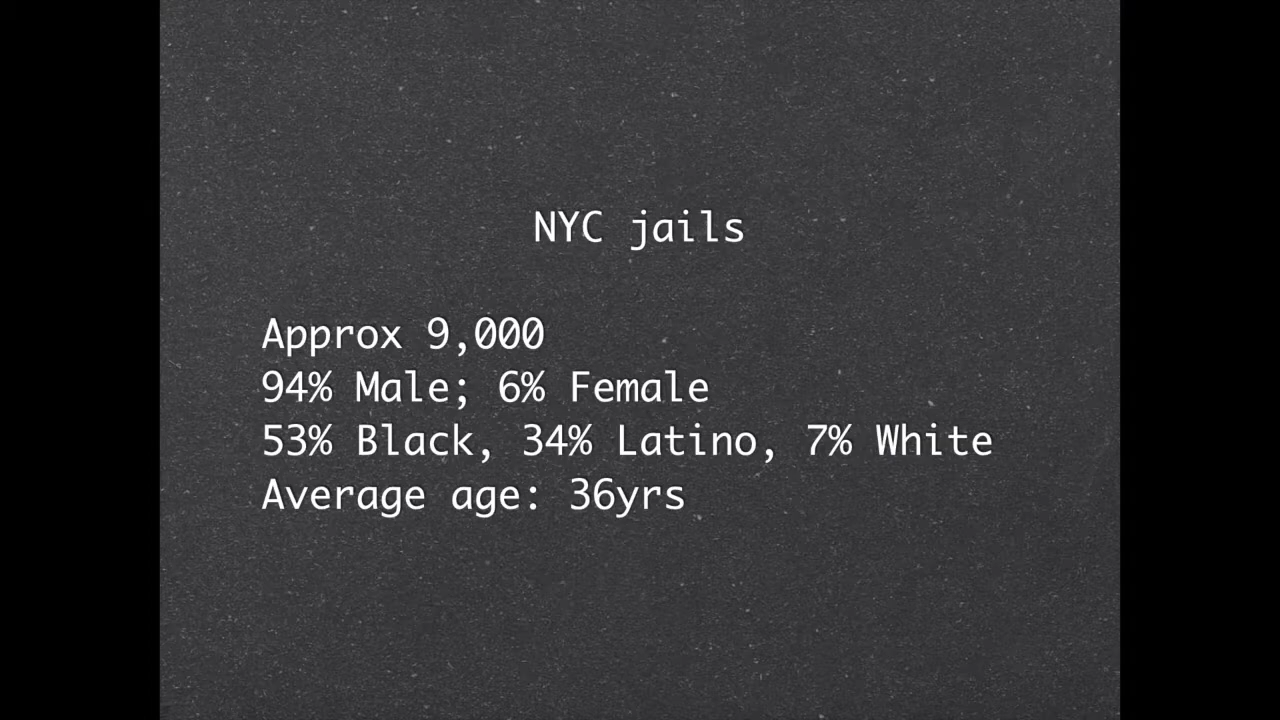 NYC jails
Approx 9,000
94% Male; 6% Female
53% Black, 34% Latino, 7% White
Average age: 36yrs